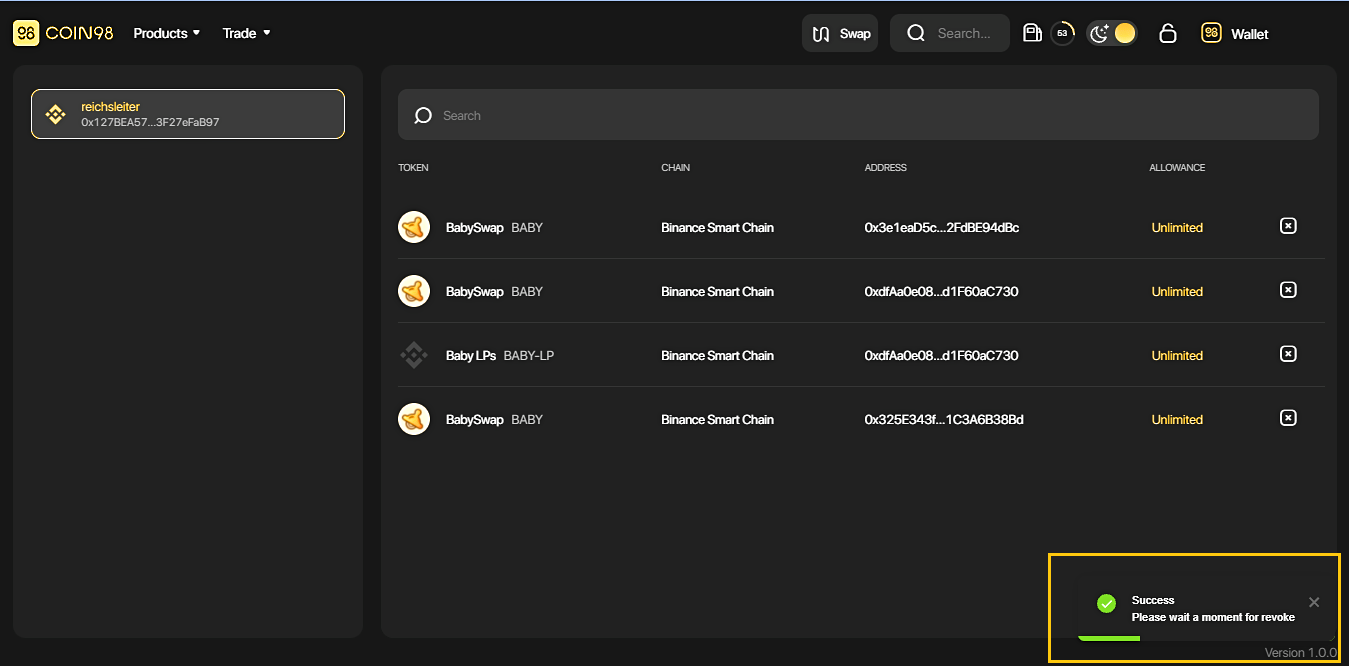 98 COIN98 Products Trade Swap Search... 53 98 Wallet
reichsleiter
0x127BEA57...3F27eFaB97
Search
TOKEN CHAIN ADDRESS ALLOWANCE
BabySwap BABY Binance Smart Chain 0x3e1eaD5c...2FdBE94dBc Unlimited
BabySwap BABY Binance Smart Chain 0xdfAa0e08...d1F60aC730 Unlimited
Baby LPs BABY-LP Binance Smart Chain 0xdfAa0e08...d1F60aC730 Unlimited
BabySwap BABY Binance Smart Chain 0x325E343f...1C3A6B38Bd Unlimited
Success
Please wait a moment for revoke
Version 1.0.0